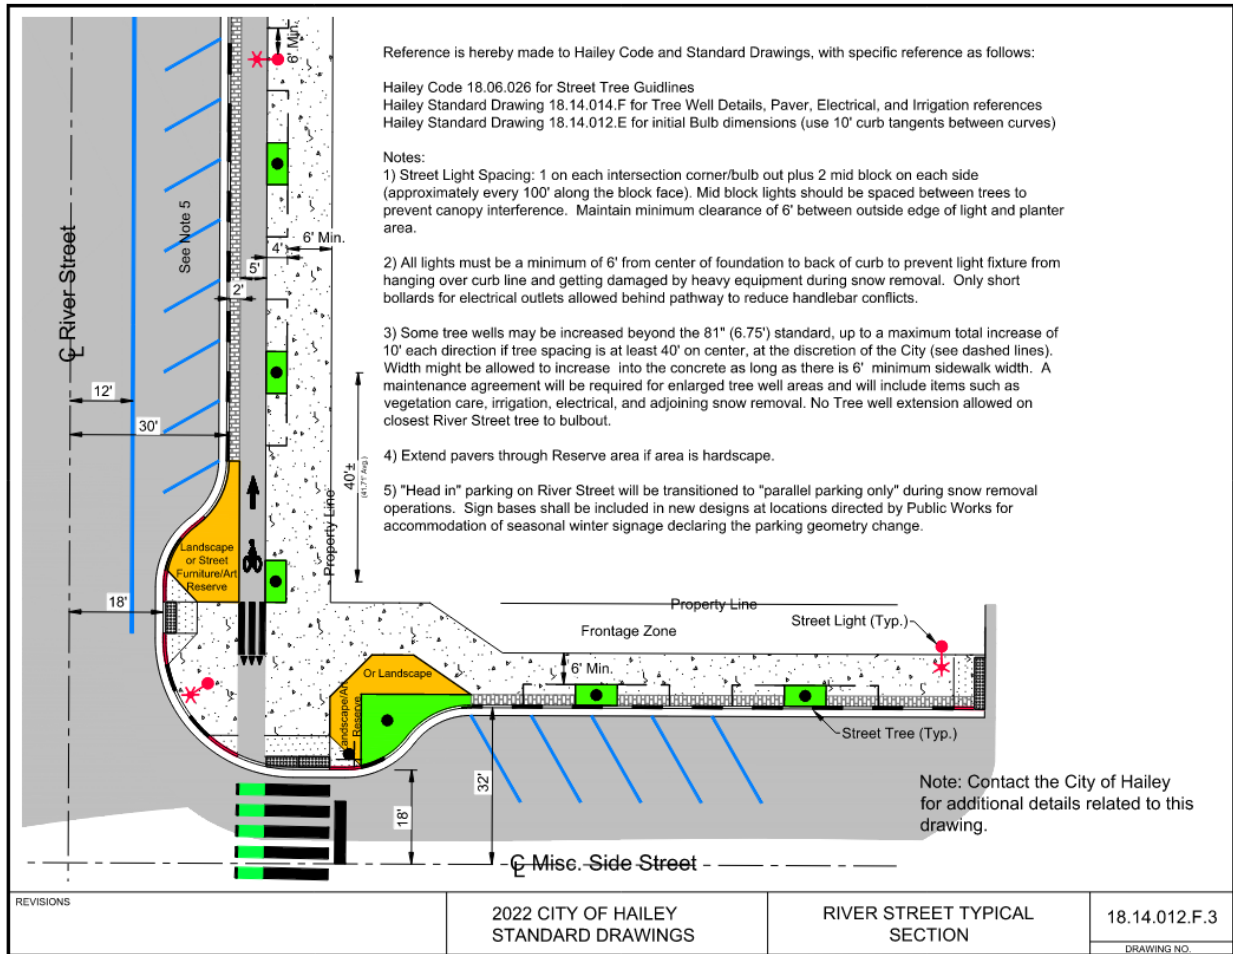 Reference is hereby made to Hailey Code and Standard Drawings, with specific reference as follows:
Hailey Code 18.06.026 for Street Tree Guidlines
Hailey Standard Drawing 18.14.014.F for Tree Well Details, Paver, Electrical, and Irrigation references
Hailey Standard Drawing 18.14.012.E for initial Bulb dimensions (use 10' curb tangents between curves)
Notes:
1) Street Light Spacing: 1 on each intersection corner/bulb out plus 2 mid block on each side
(approximately every 100' along the block face). Mid block lights should be spaced between trees to
prevent canopy interference. Maintain minimum clearance of 6' between outside edge of light and planter
area.
2) All lights must be a minimum of 6' from center of foundation to back of curb to prevent light fixture from
hanging over curb line and getting damaged by heavy equipment during snow removal. Only short
bollards for electrical outlets allowed behind pathway to reduce handlebar conflicts.
3) Some tree wells may be increased beyond the 81" (6.75') standard, up to a maximum total increase of
10' each direction if tree spacing is at least 40' on center, at the discretion of the City (see dashed lines).
Width might be allowed to increase into the concrete as long as there is 6' minimum sidewalk width. A
maintenance agreement will be required for enlarged tree well areas and will include items such as
vegetation care, irrigation, electrical, and adjoining snow removal. No Tree well extension allowed on
closest River Street tree to bulbout.
4) Extend pavers through Reserve area if area is hardscape.
5) "Head in" parking on River Street will be transitioned to "parallel parking only" during snow removal
operations. Sign bases shall be included in new designs at locations directed by Public Works for
accommodation of seasonal winter signage declaring the parking geometry change.
6' Min.
See Note 5
℄ River Street
4'
6' Min.
5'
2'
12'
30'
40'±
(41.71' Avg.)
Property Line
Landscape
or Street
Furniture/Art
Reserve
18'
Property Line
Frontage Zone
Street Light (Typ.)
6' Min.
Or Landscape
Landscape/Art
Reserve
Street Tree (Typ.)
32'
18'
Note: Contact the City of Hailey
for additional details related to this
drawing.
℄ Misc. Side Street
REVISIONS
2022 CITY OF HAILEY
STANDARD DRAWINGS
RIVER STREET TYPICAL
SECTION
18.14.012.F.3
DRAWING NO.